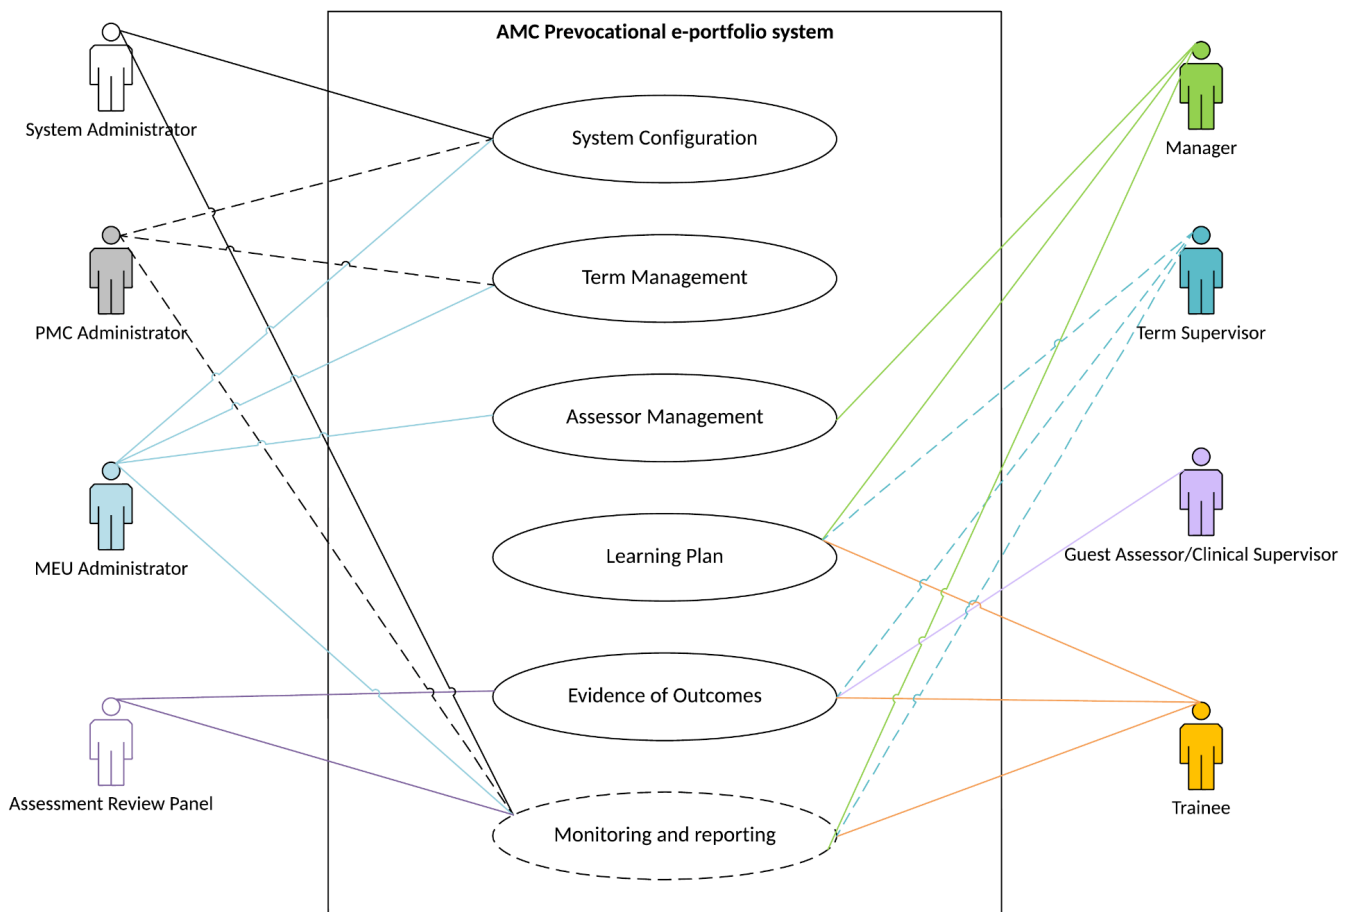 AMC Prevocational e-portfolio system
System Administrator
System Configuration
Manager
PMC Administrator
Term Management
Term Supervisor
Assessor Management
MEU Administrator
Learning Plan
Guest Assessor/Clinical Supervisor
Evidence of Outcomes
Assessment Review Panel
Monitoring and reporting
Trainee